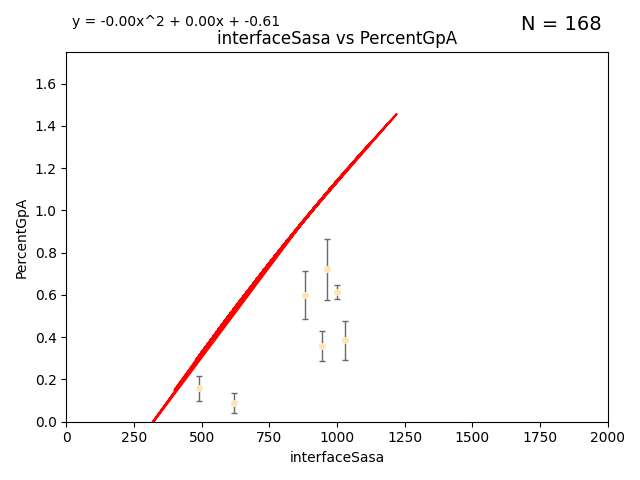 y = -0.00x^2 + 0.00x + -0.61
N = 168
interfaceSasa vs PercentGpA
PercentGpA
1.6
1.4
1.2
1.0
0.8
0.6
0.4
0.2
0.0
0 250 500 750 1000 1250 1500 1750 2000
interfaceSasa